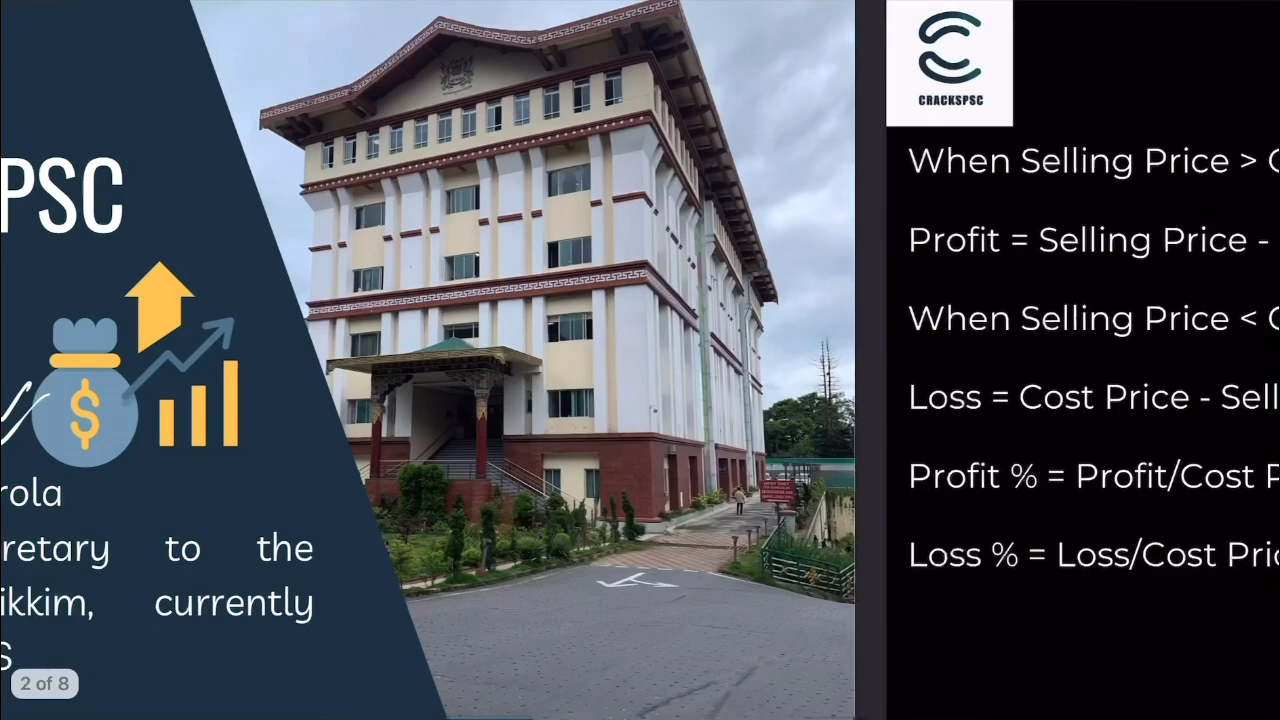 PSC
$
rola
retary to the
ikkim, currently
S
2 of 8
CRACKSPSC
When Selling Price > C
Profit = Selling Price -
When Selling Price < C
Loss = Cost Price - Sell
Profit % = Profit/Cost P
Loss % = Loss/Cost Pric